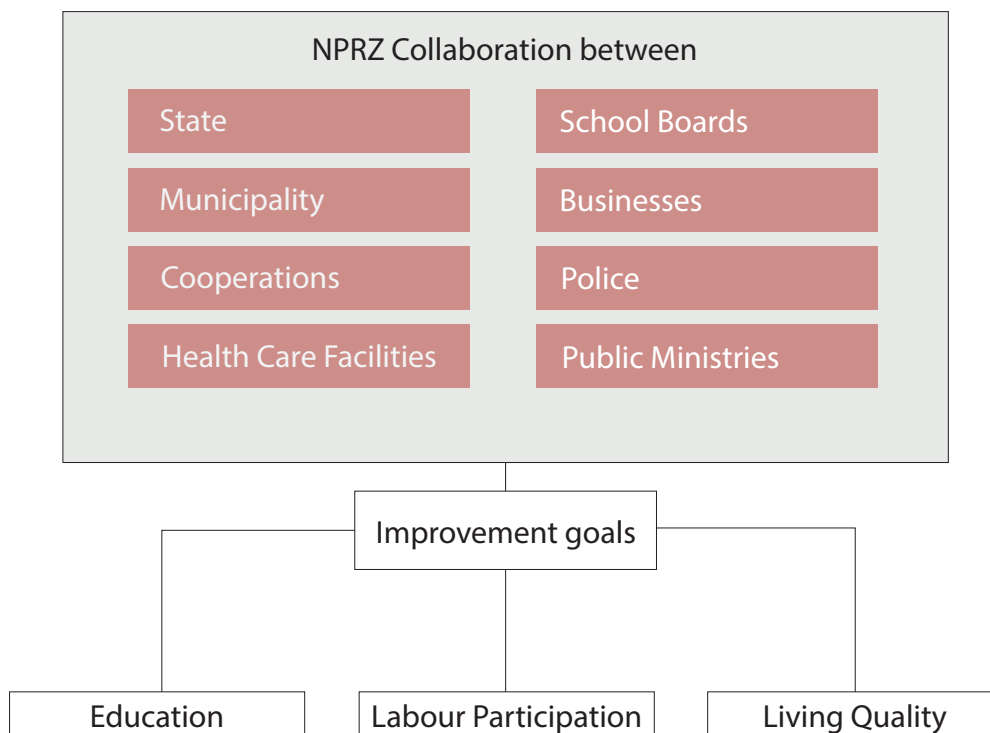 NPRZ Collaboration between
State
School Boards
Municipality
Businesses
Cooperations
Police
Health Care Facilities
Public Ministries
Improvement goals
Education
Labour Participation
Living Quality